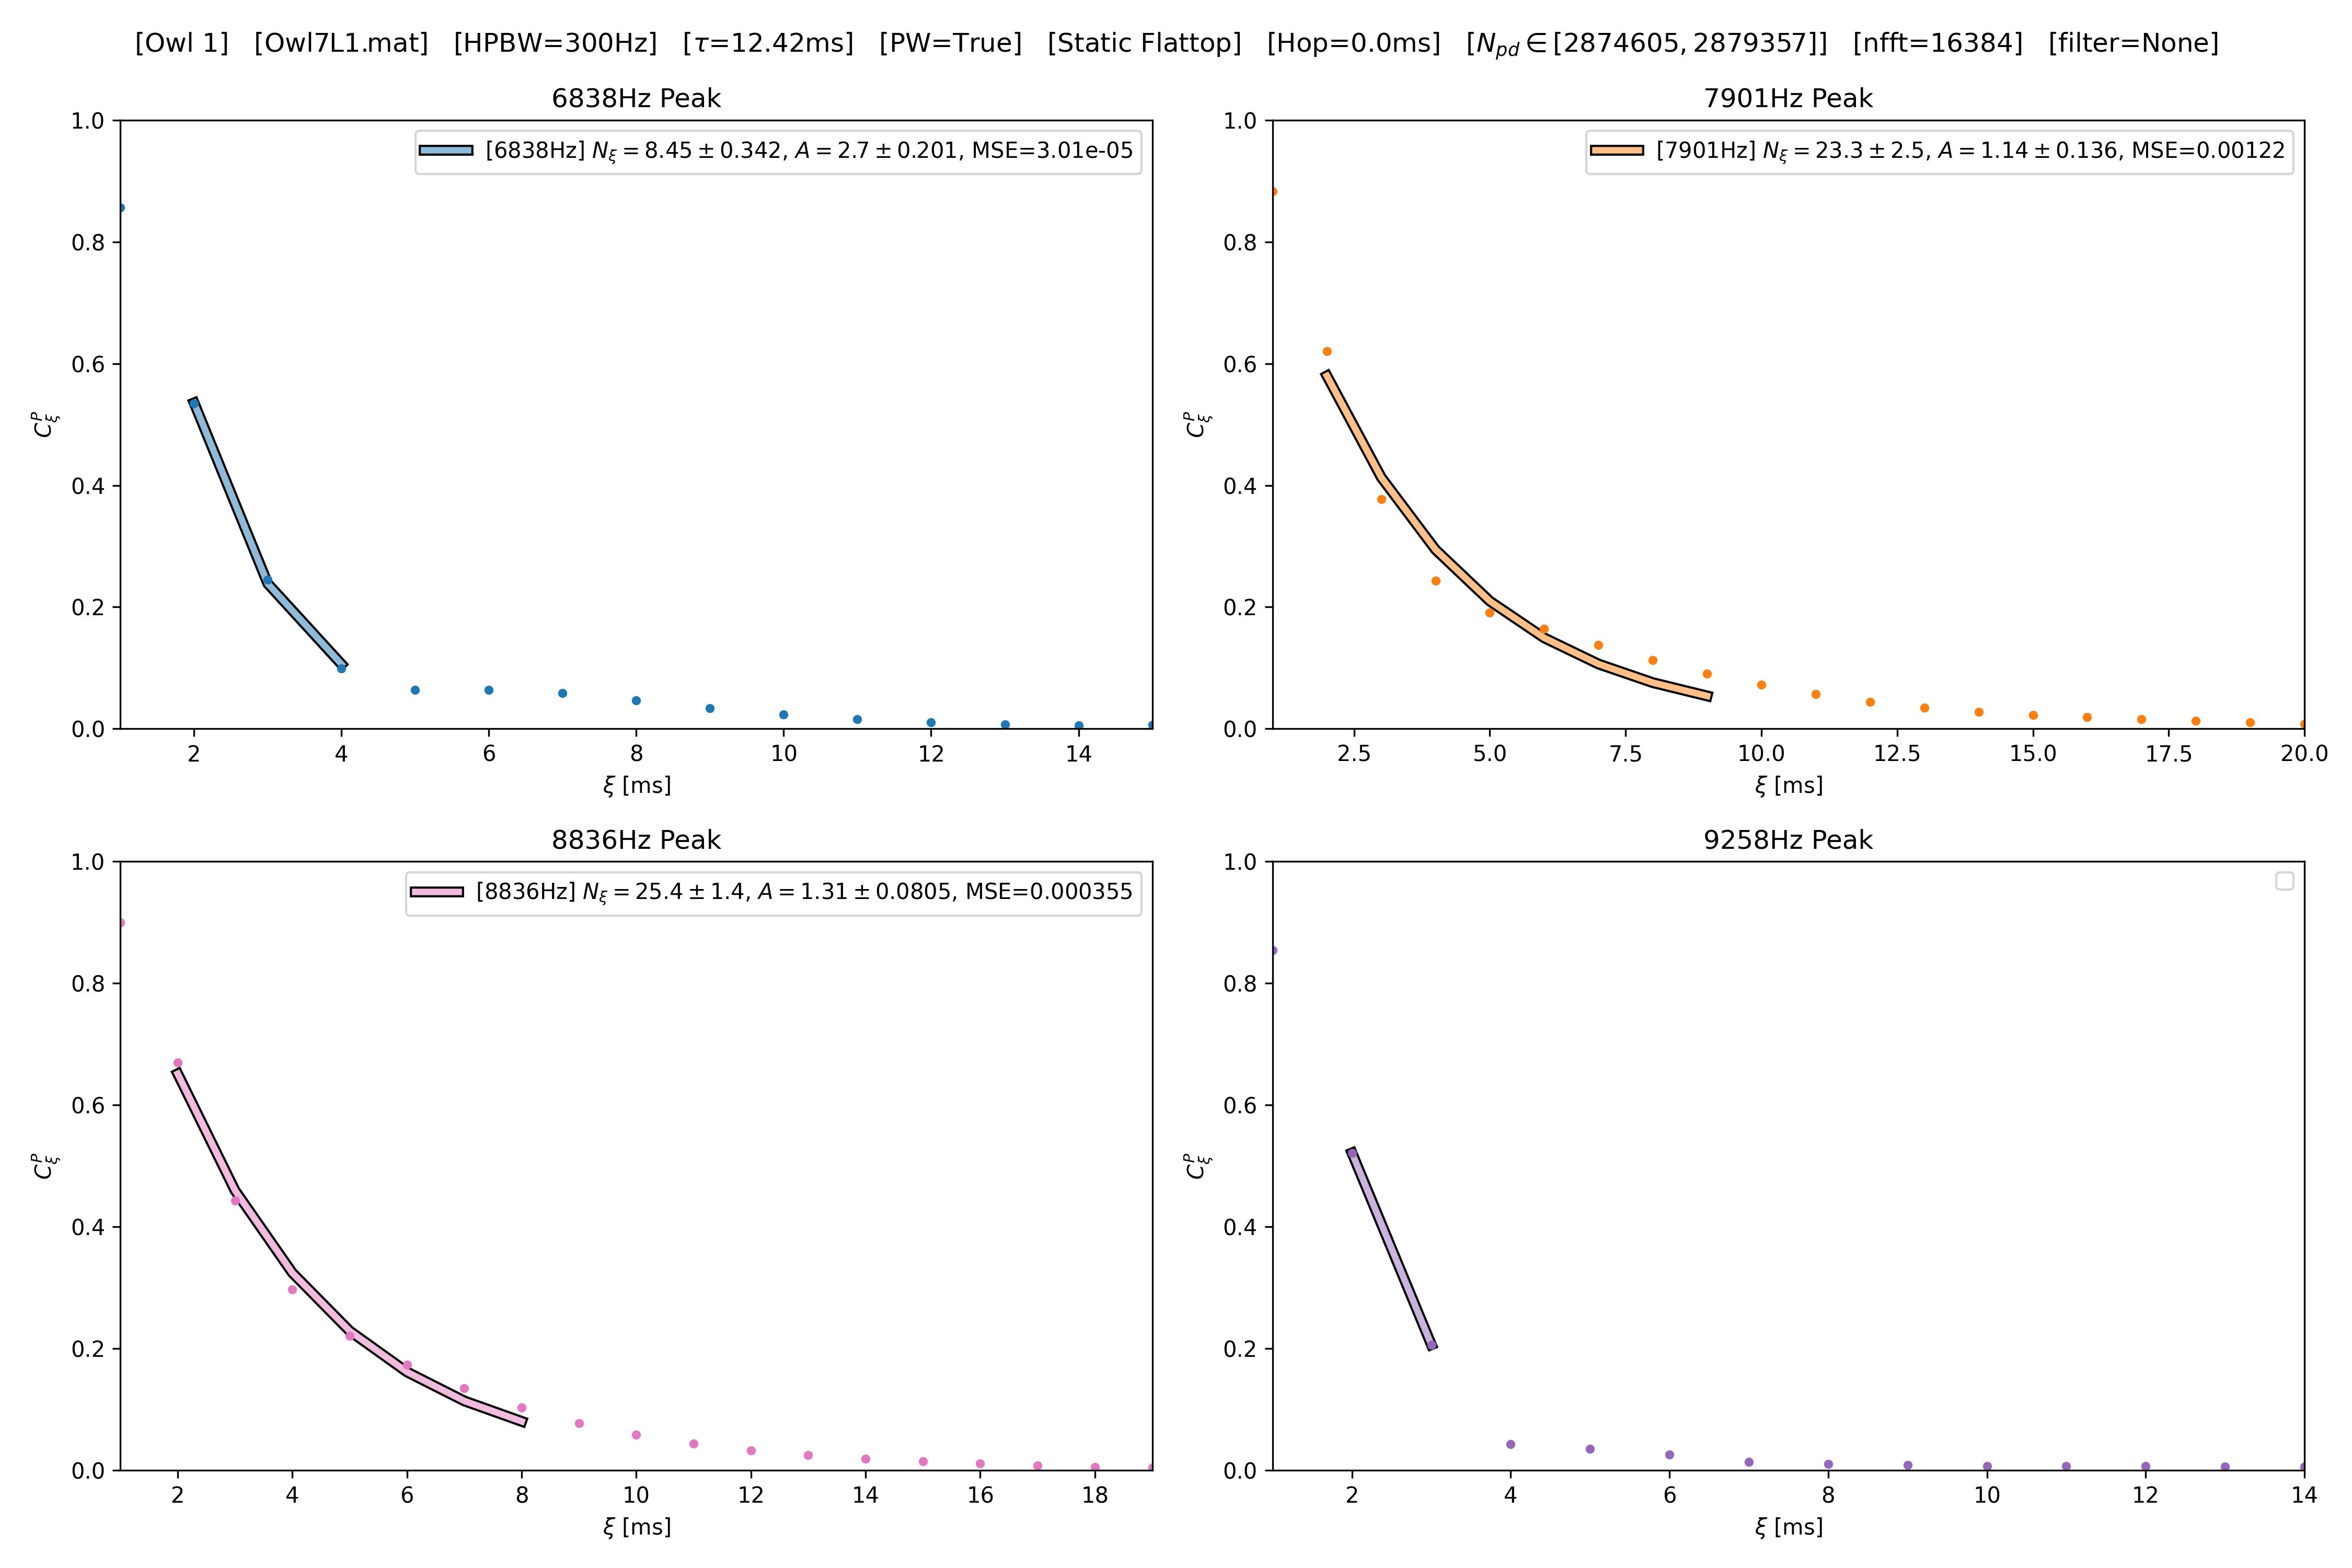 [Owl 1] [Owl7L1.mat] [HPBW=300Hz] [τ=12.42ms] [PW=True] [Static Flattop] [Hop=0.0ms] [N_pd ∈ [2874605, 2879357]] [nfft=16384] [filter=None]
6838Hz Peak
[6838Hz] N_ξ = 8.45 ± 0.342, A = 2.7 ± 0.201, MSE=3.01e-05
1.0
0.8
0.6
0.4
0.2
0.0
C_ξ^P
2 4 6 8 10 12 14
ξ [ms]
7901Hz Peak
[7901Hz] N_ξ = 23.3 ± 2.5, A = 1.14 ± 0.136, MSE=0.00122
1.0
0.8
0.6
0.4
0.2
0.0
C_ξ^P
2.5 5.0 7.5 10.0 12.5 15.0 17.5 20.0
ξ [ms]
8836Hz Peak
[8836Hz] N_ξ = 25.4 ± 1.4, A = 1.31 ± 0.0805, MSE=0.000355
1.0
0.8
0.6
0.4
0.2
0.0
C_ξ^P
2 4 6 8 10 12 14 16 18
ξ [ms]
9258Hz Peak
1.0
0.8
0.6
0.4
0.2
0.0
C_ξ^P
2 4 6 8 10 12 14
ξ [ms]